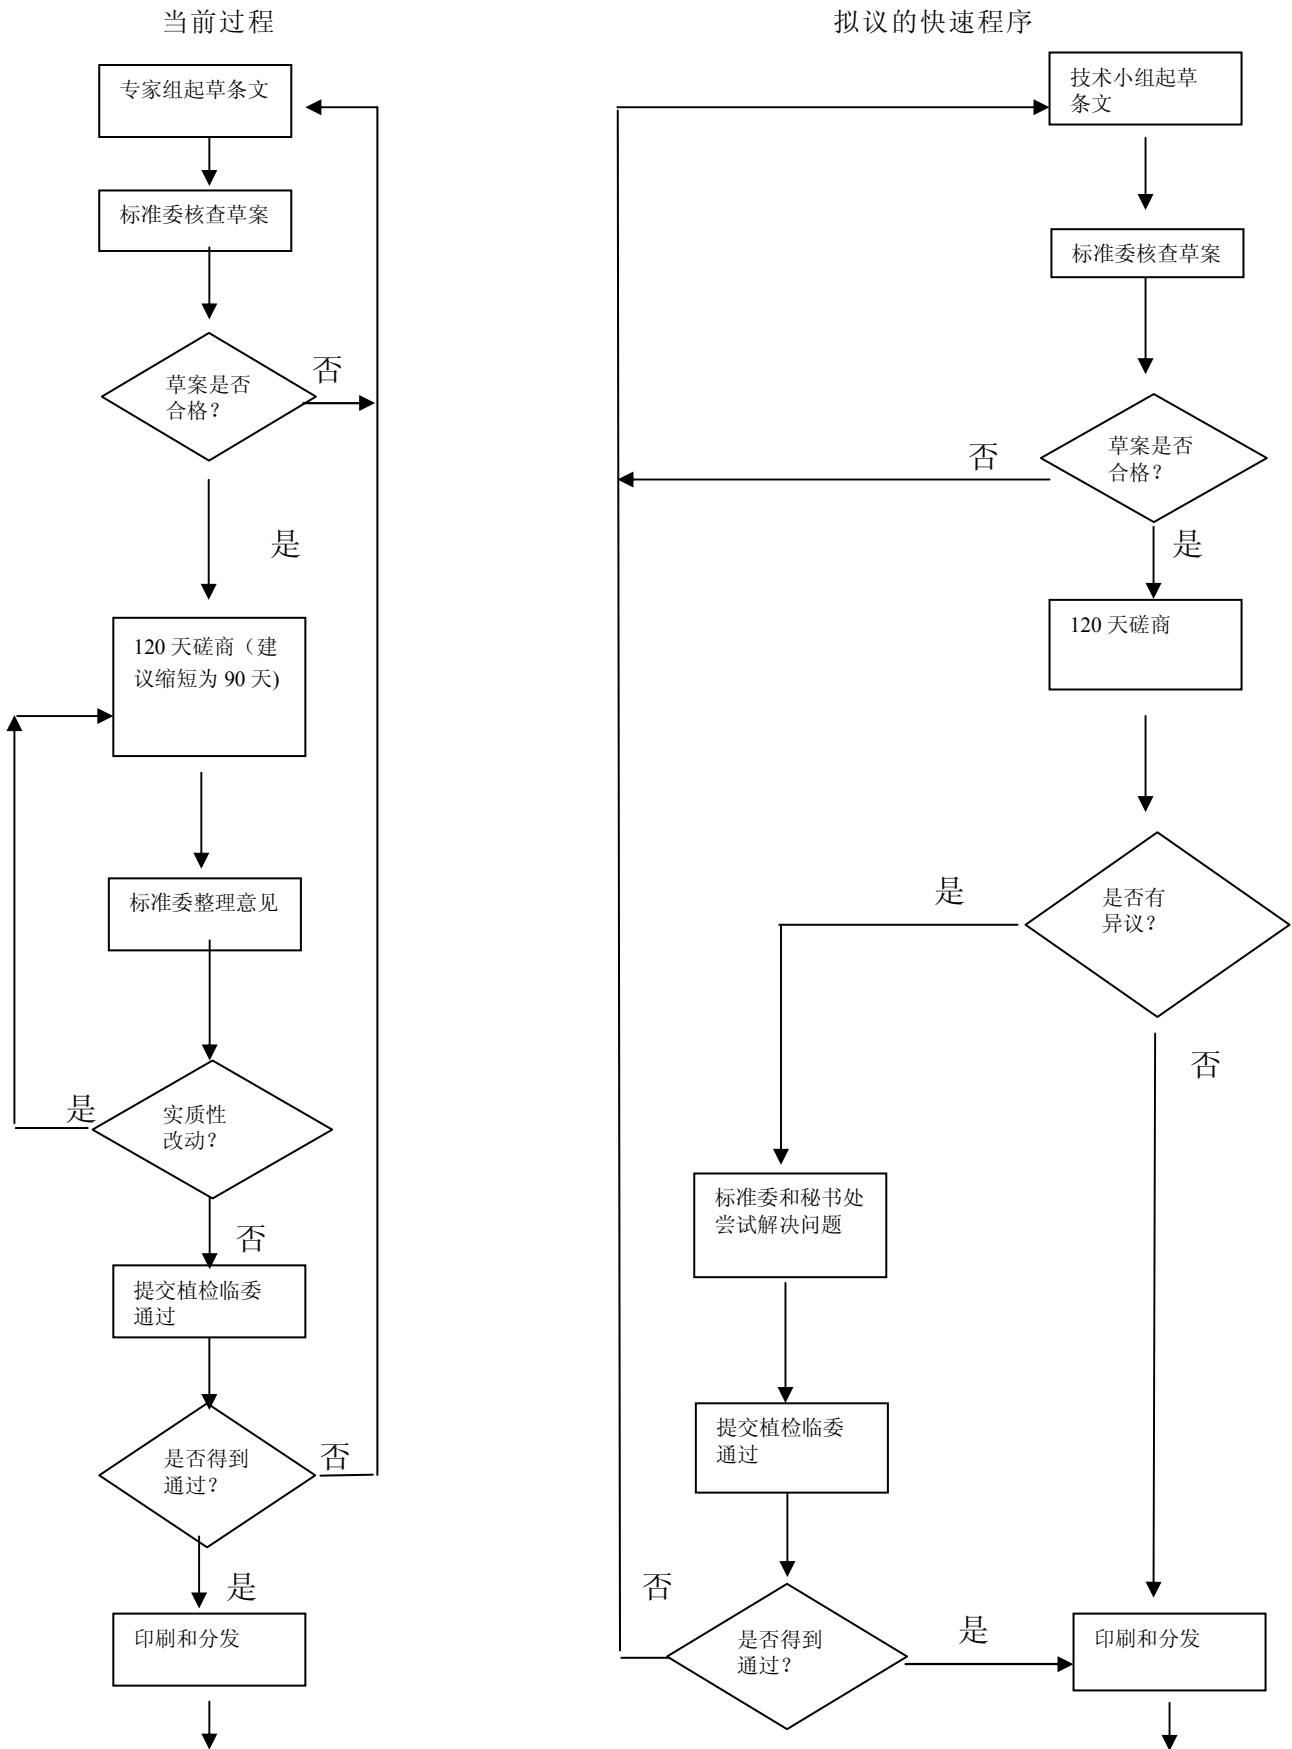 当前过程
专家组起草条文
标准委核查草案
草案是否
合格？
否
是
120 天磋商（建
议缩短为 90 天)
标准委整理意见
实质性
改动？
是
否
提交植检临委
通过
是否得到
通过？
否
是
印刷和分发
拟议的快速程序
技术小组起草
条文
标准委核查草案
草案是否
合格？
否
是
120 天磋商
是否有
异议？
是
否
标准委和秘书处
尝试解决问题
提交植检临委
通过
是否得到
通过？
否
是
印刷和分发